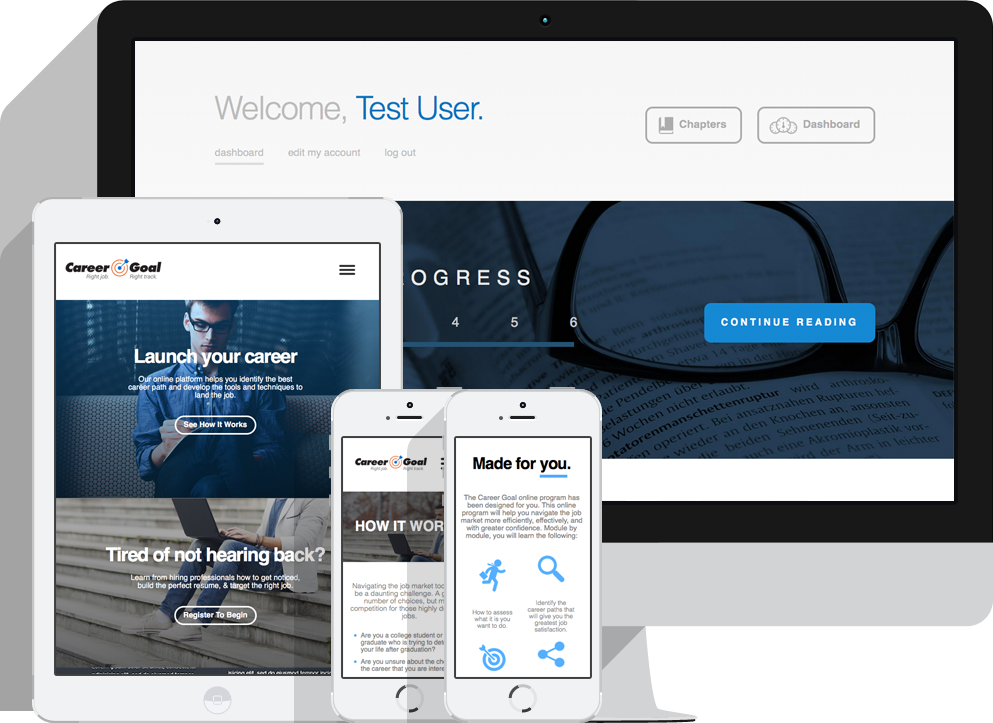 Welcome, Test User.
dashboard edit my account log out
Chapters
Dashboard
OGRESS
4 5 6
CONTINUE READING
Career Goal
Right job Right track.
Launch your career
Our online platform helps you identify the best
career path and develop the tools and techniques to
land the job.
See How It Works
Tired of not hearing back?
Learn from hiring professionals how to get noticed,
build the perfect resume, & target the right job.
Register To Begin
Career Goal
Right job Right track.
HOW IT WOR
Navigating the job market too
be a daunting challenge. A g
number of choices, but m
competition for those highly d
jobs.
• Are you a college student or
graduate who is trying to det
your life after graduation?
• Are you unsure about the ch
the career that you are intere
Made for you.
The Career Goal online program has
been designed for you. This online
program will help you navigate the job
market more efficiently, effectively, and
with greater confidence. Module by
module, you will learn the following:
How to assess
what it is you
want to do.
Identify the
career paths that
will give you the
greatest job
satisfaction.